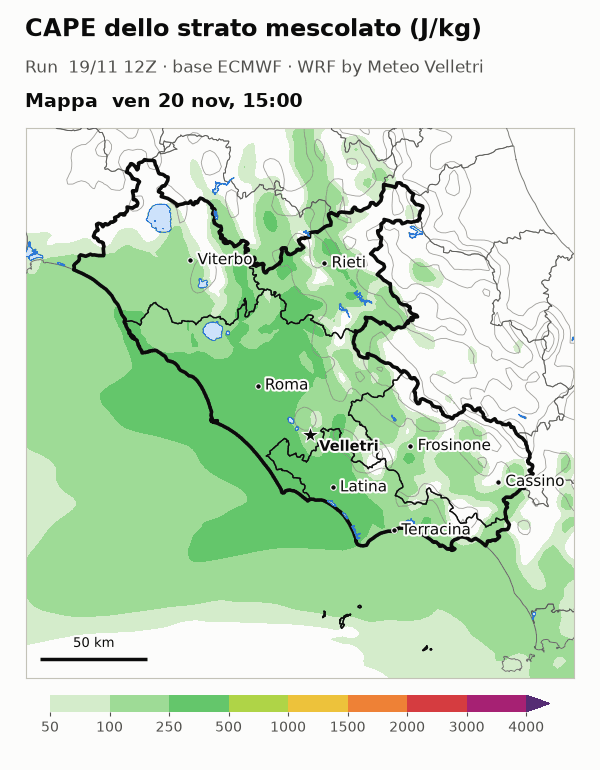 CAPE dello strato mescolato (J/kg)
Run  19/11 12Z · base ECMWF · WRF by Meteo Velletri
Mappa  ven 20 nov, 15:00
Viterbo
Rieti
Roma
Velletri
Frosinone
Cassino
Latina
Terracina
50 km
50 100 250 500 1000 1500 2000 3000 4000